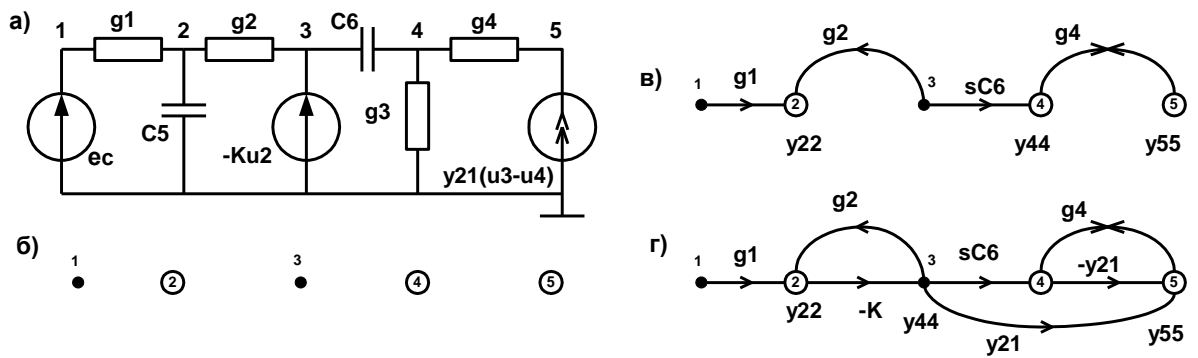 а)
1 g1 2 g2 3 C6 4 g4 5
C5
g3
ec
-Ku2
y21(u3-u4)
б)
1 2 3 4 5
в)
1 g1 2 g2 3 sC6 4 g4 5
y22 y44 y55
г)
1 g1 2 g2 3 sC6 4 g4 -y21 5
y22 -K y44 y21 y55